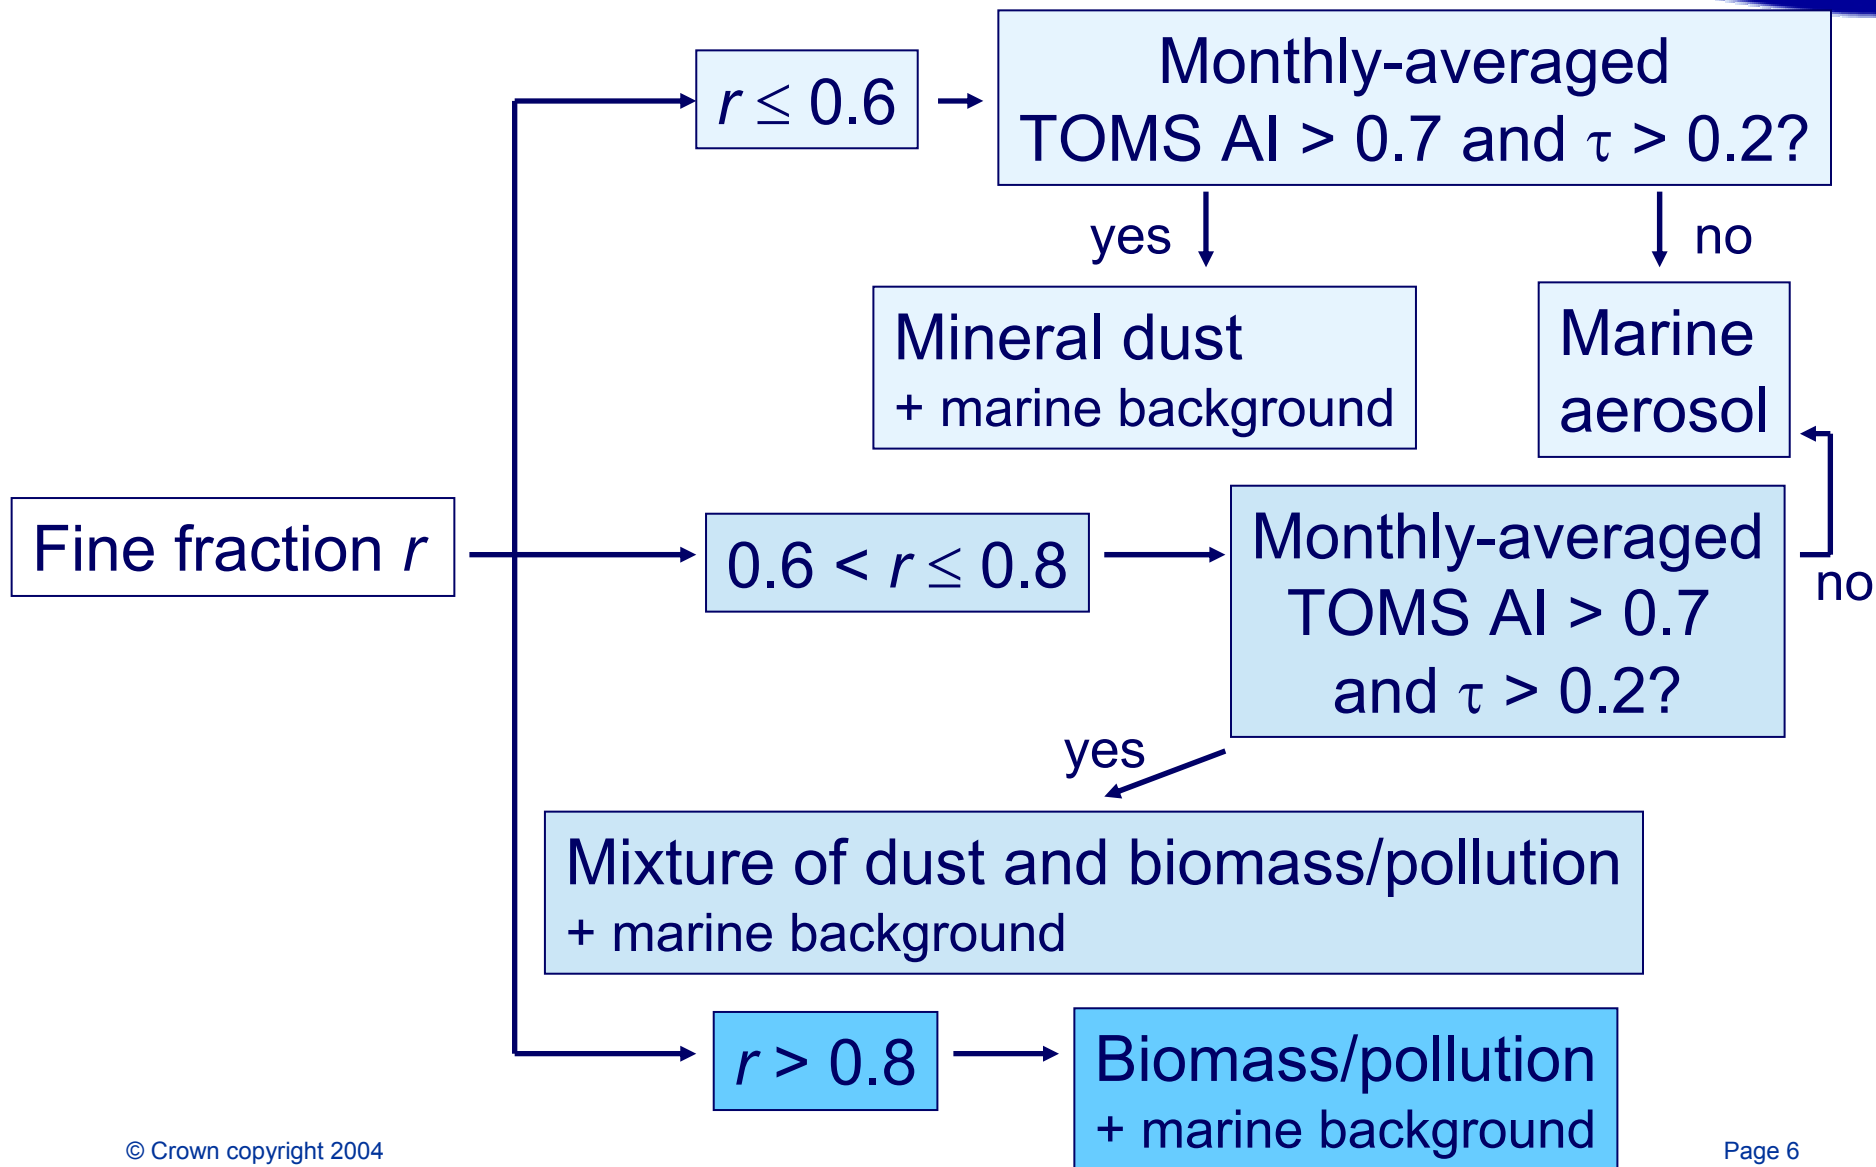 r ≤ 0.6
Monthly-averaged
TOMS AI > 0.7 and τ > 0.2?
yes
no
Mineral dust
+ marine background
Marine
aerosol
Fine fraction r
0.6 < r ≤ 0.8
Monthly-averaged
TOMS AI > 0.7
and τ > 0.2?
no
yes
Mixture of dust and biomass/pollution
+ marine background
r > 0.8
Biomass/pollution
+ marine background
© Crown copyright 2004
Page 6